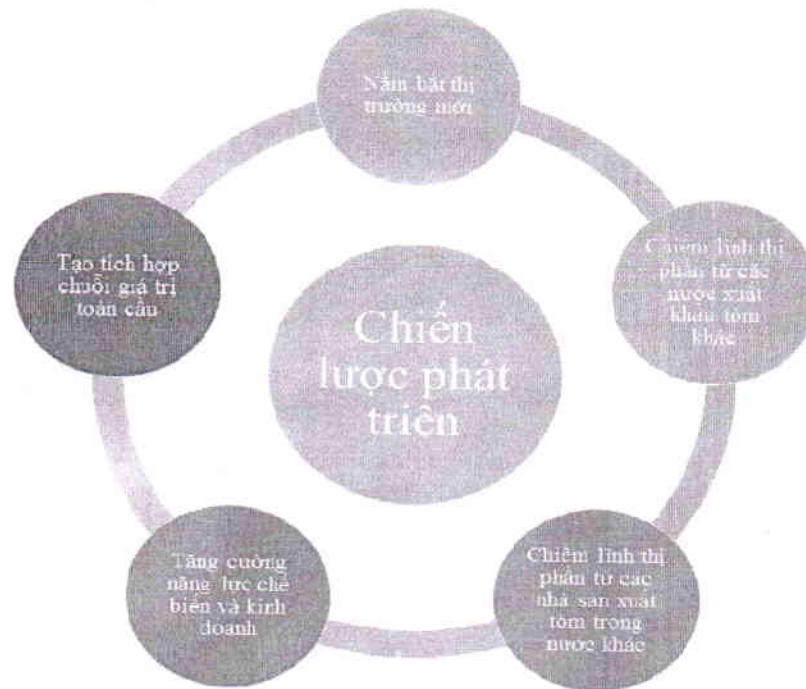 Nắm bắt thị
trường mới
Chiếm lĩnh thị
phần từ các
nước xuất
khẩu tôm
khác
Chiếm lĩnh thị
phần từ các
nhà sản xuất
tôm trong
nước khác
Tăng cường
năng lực chế
biến và kinh
doanh
Tạo tích hợp
chuỗi giá trị
toàn cầu
Chiến
lược phát
triển